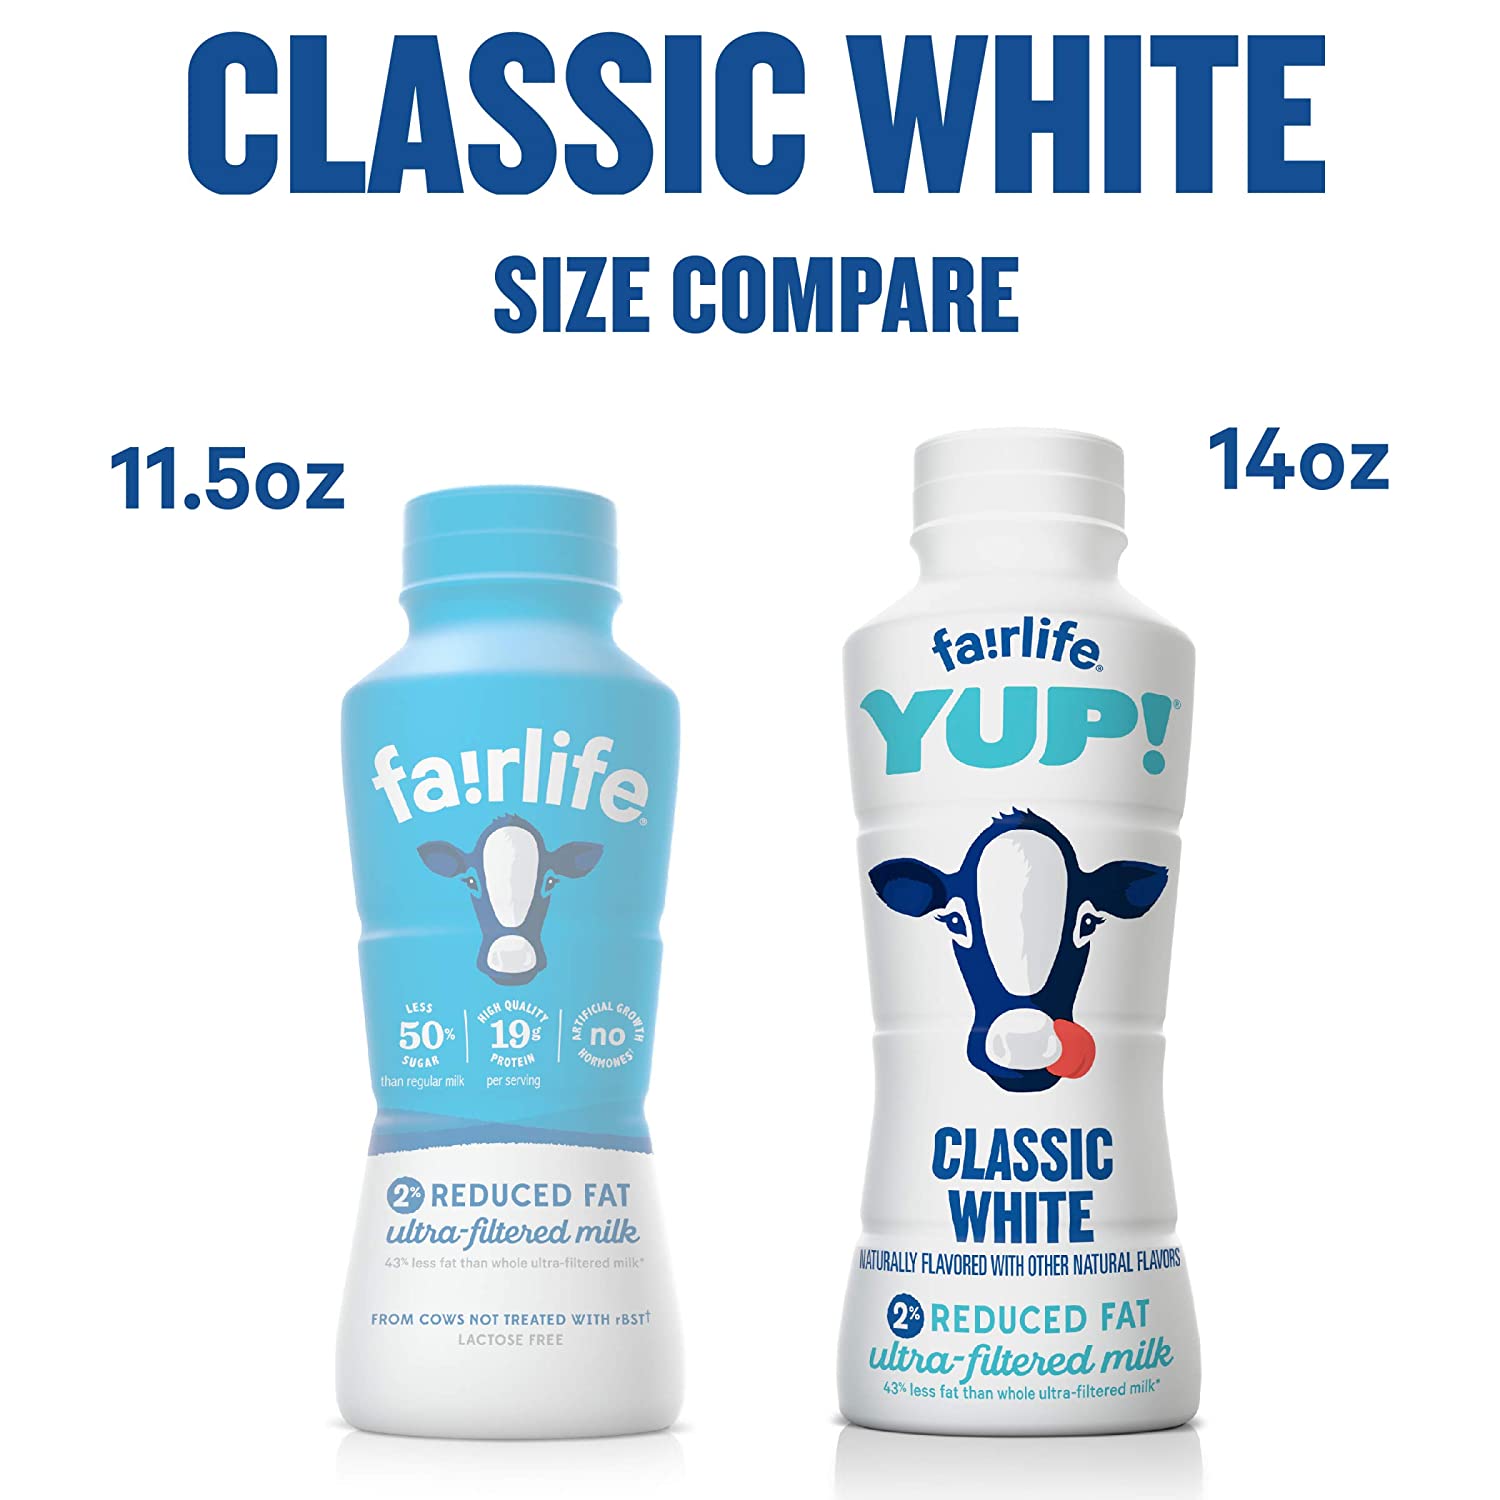 CLASSIC WHITE
SIZE COMPARE
11.5oz
14oz
fa!rlife®
LESS
50%
SUGAR
than regular milk
HIGH QUALITY
19g
PROTEIN
per serving
ARTIFICIAL GROWTH
no
HORMONES†
2% REDUCED FAT
ultra-filtered milk
43% less fat than whole ultra-filtered milk*
FROM COWS NOT TREATED WITH rBST†
LACTOSE FREE
fa!rlife®
YUP!®
CLASSIC
WHITE
NATURALLY FLAVORED WITH OTHER NATURAL FLAVORS
2% REDUCED FAT
ultra-filtered milk
43% less fat than whole ultra-filtered milk*